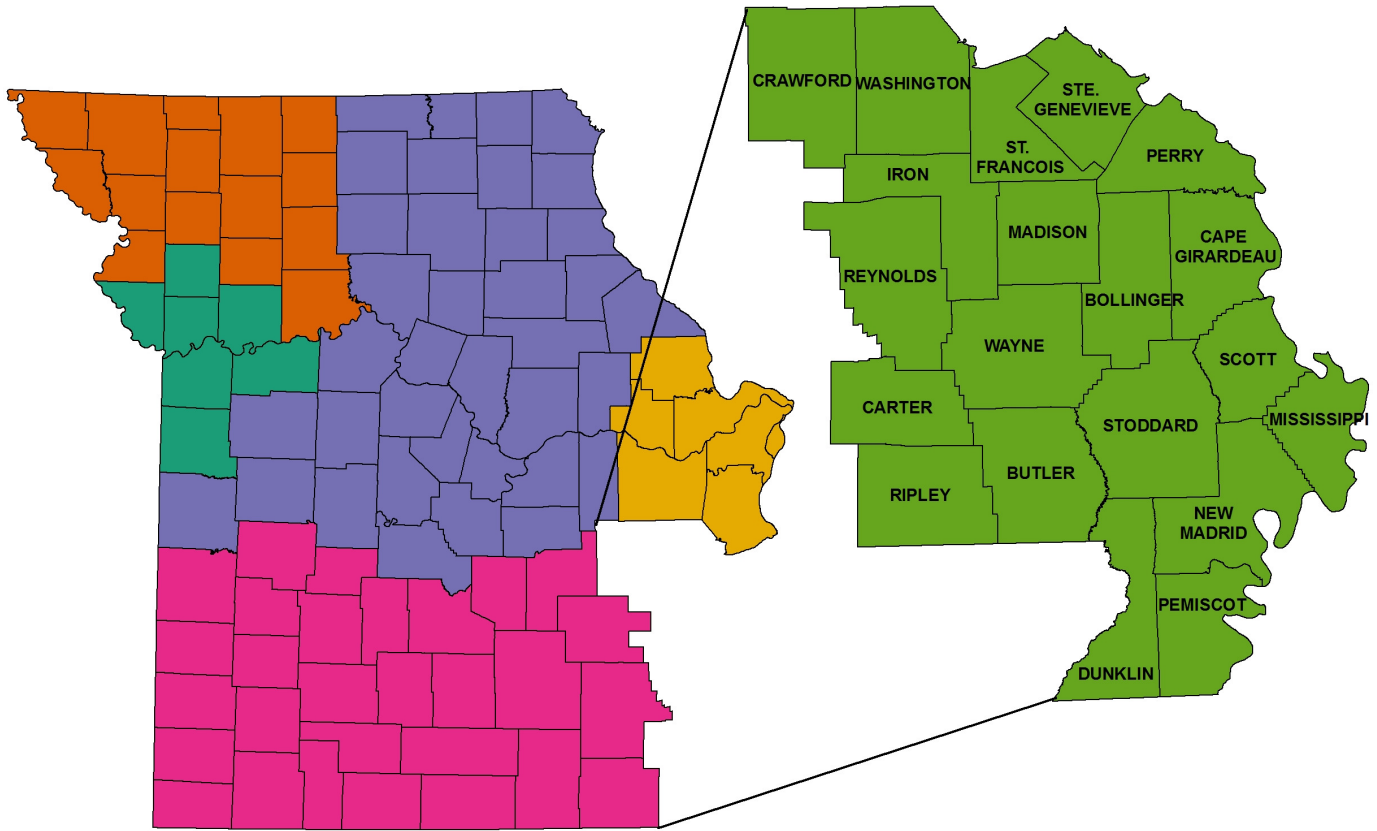 CRAWFORD
WASHINGTON
STE.
GENEVIEVE
ST.
FRANCOIS
PERRY
IRON
MADISON
CAPE
GIRARDEAU
REYNOLDS
BOLLINGER
WAYNE
SCOTT
CARTER
STODDARD
MISSISSIPPI
BUTLER
RIPLEY
NEW
MADRID
PEMISCOT
DUNKLIN